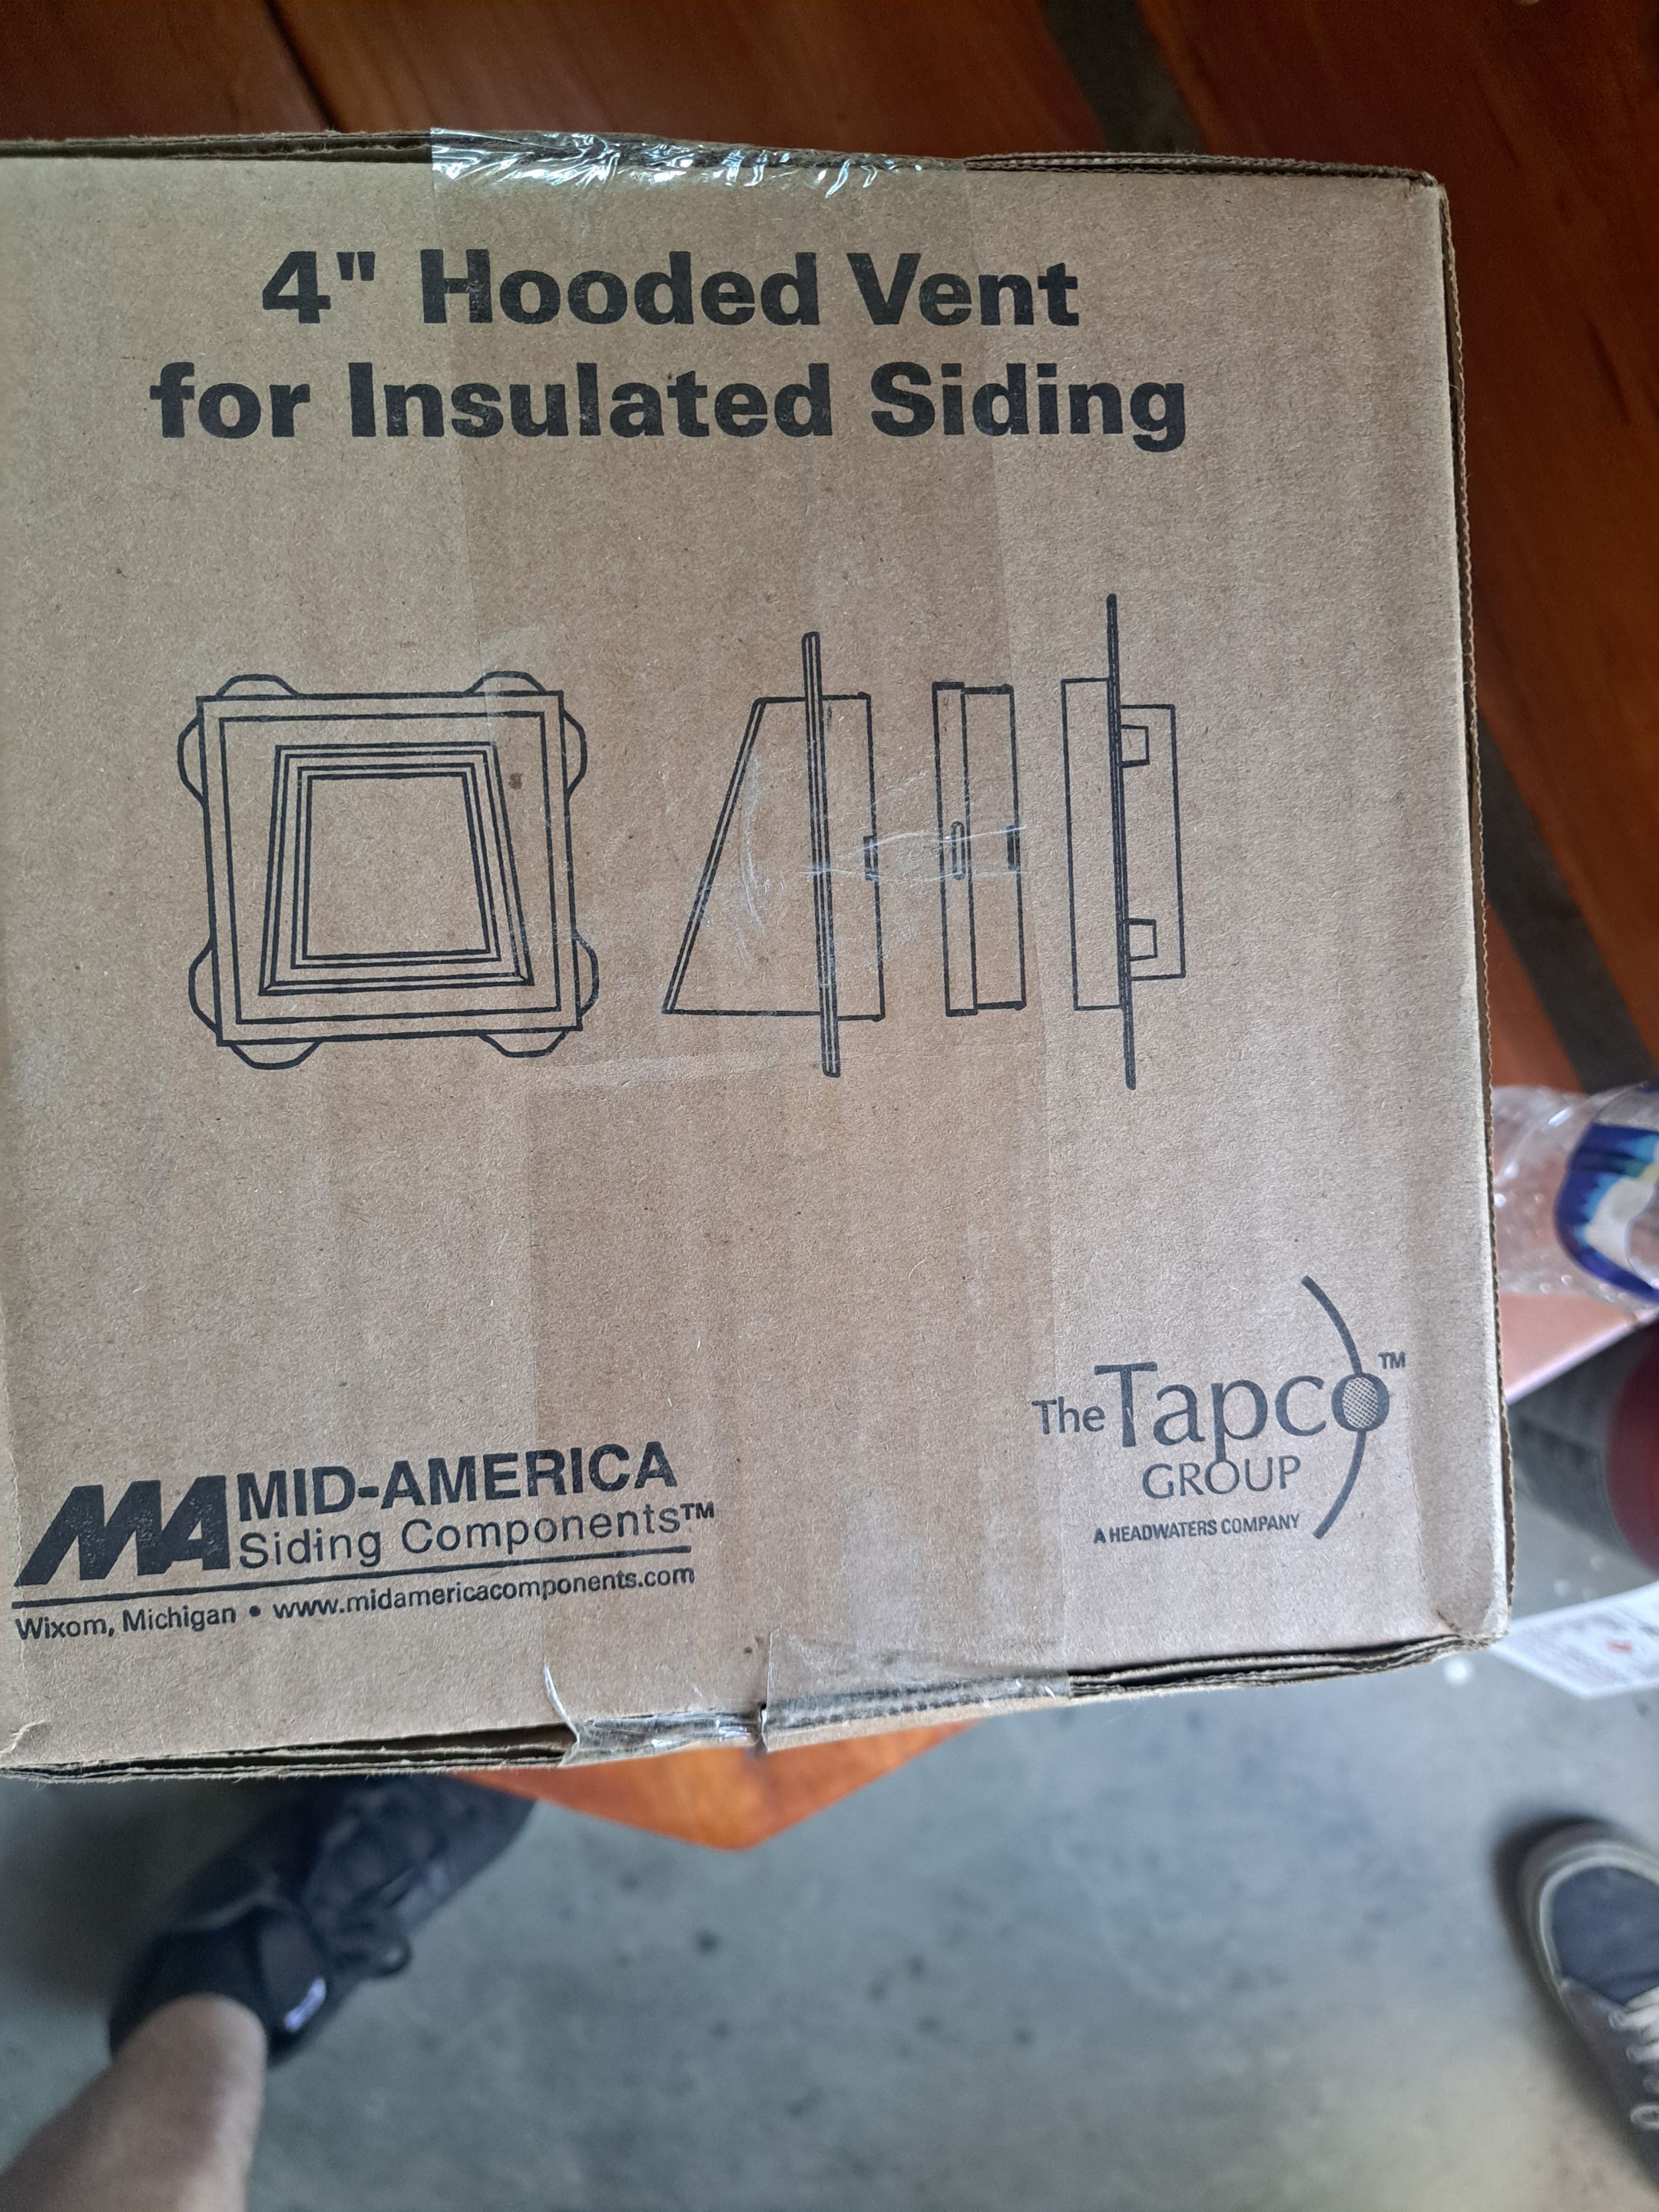 4" Hooded Vent
for Insulated Siding
MA MID-AMERICA
Siding Components™
Wixom, Michigan • www.midamericacomponents.com
The Tapco™
GROUP
A HEADWATERS COMPANY